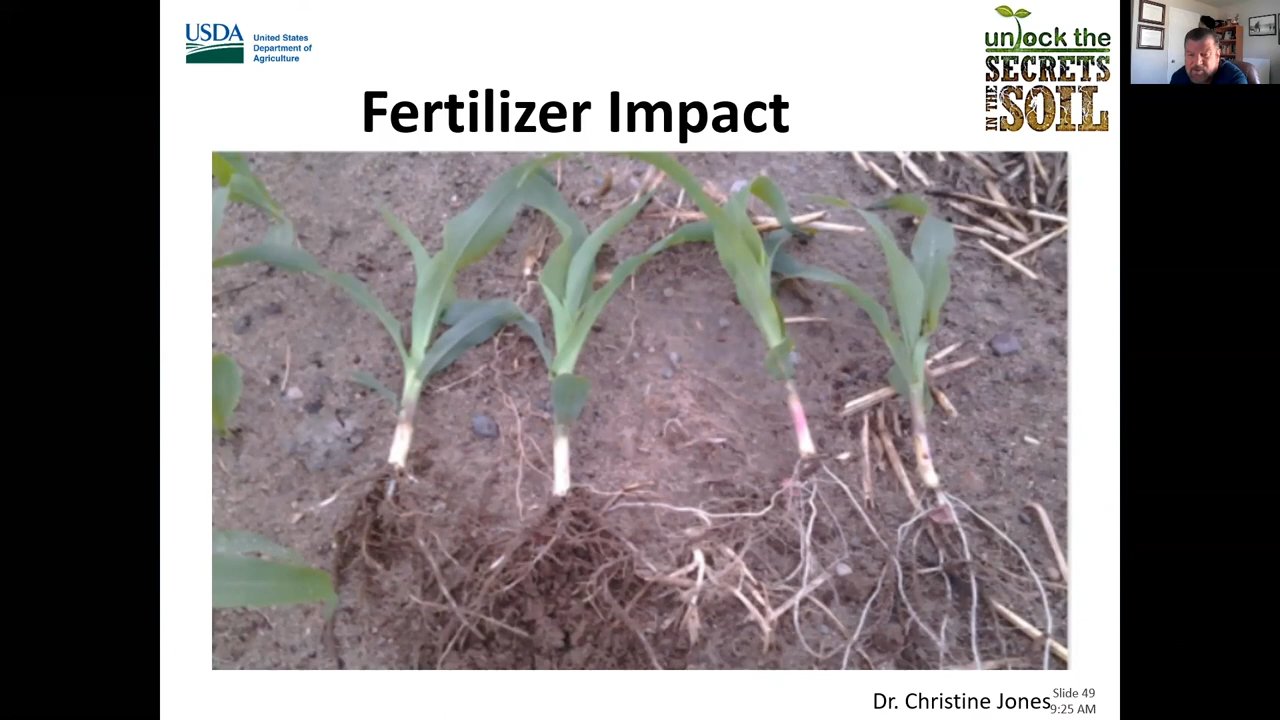 USDA
United States
Department of
Agriculture
unlock the
SECRETS
IN THE
SOIL
Fertilizer Impact
Dr. Christine Jones
Slide 49
9:25 AM